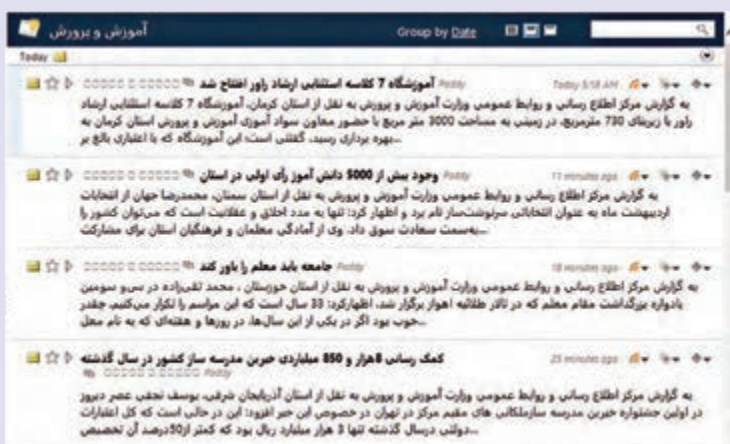 آموزش و پرورش
Group by Date
Today
آموزشگاه 7 کلاسه استثنایی ارشاد راور افتتاح شد Today 5:18 AM
به گزارش مرکز اطلاع رسانی و روابط عمومی وزارت آموزش و پرورش به نقل از استان کرمان، آموزشگاه 7 کلاسه استثنایی ارشاد
راور با زیربنای 730 مترمربع، در زمینی به مساحت 3000 متر مربع با حضور معاون سواد آموزی آموزش و پرورش استان کرمان به
...بهره برداری رسید. گفتنی است؛ این آموزشگاه که با اعتباری بالغ بر
وجود بیش از 5000 دانش آموز رأی اولی در استان 11 minutes ago
به گزارش مرکز اطلاع رسانی و روابط عمومی وزارت آموزش و پرورش به نقل از استان سمنان، محمدرضا جهان از انتخابات
اردیبهشت ماه به عنوان انتخاباتی سرنوشت‌ساز نام برد و اظهار کرد: تنها به مدد اخلاق و عقلانیت است که می‌توان کشور را
...به‌سمت سعادت سوق داد. وی از آمادگی معلمان و فرهنگیان استان برای مشارکت
جامعه باید معلم را باور کند 18 minutes ago
به گزارش مرکز اطلاع رسانی و روابط عمومی وزارت آموزش و پرورش به نقل از استان خوزستان ، محمد تقی‌زاده در سی‌و سومین
یادواره بزرگداشت مقام معلم که در تالار طلائیه اهواز برگزار شد، اظهارکرد: 33 سال است که این مراسم را تکرار می‌کنیم، چقدر
...خوب بود اگر در یکی از این سال‌ها، در روزها و هفته‌ای که به نام معل
کمک رسانی 8هزار و 850 میلیاردی خیرین مدرسه ساز کشور در سال گذشته 25 minutes ago
به گزارش مرکز اطلاع رسانی و روابط عمومی وزارت آموزش و پرورش به نقل از استان آذربایجان شرقی، یوسف نجفی عصر دیروز
در اولین جشنواره خیرین مدرسه سازملکانی های مقیم مرکز در تهران در خصوص این خبر افزود: این در حالی است که کل اعتبارات
...دولتی درسال گذشته تنها 3 هزار میلیارد ریال بود که کمتر از50درصد آن تخصیص